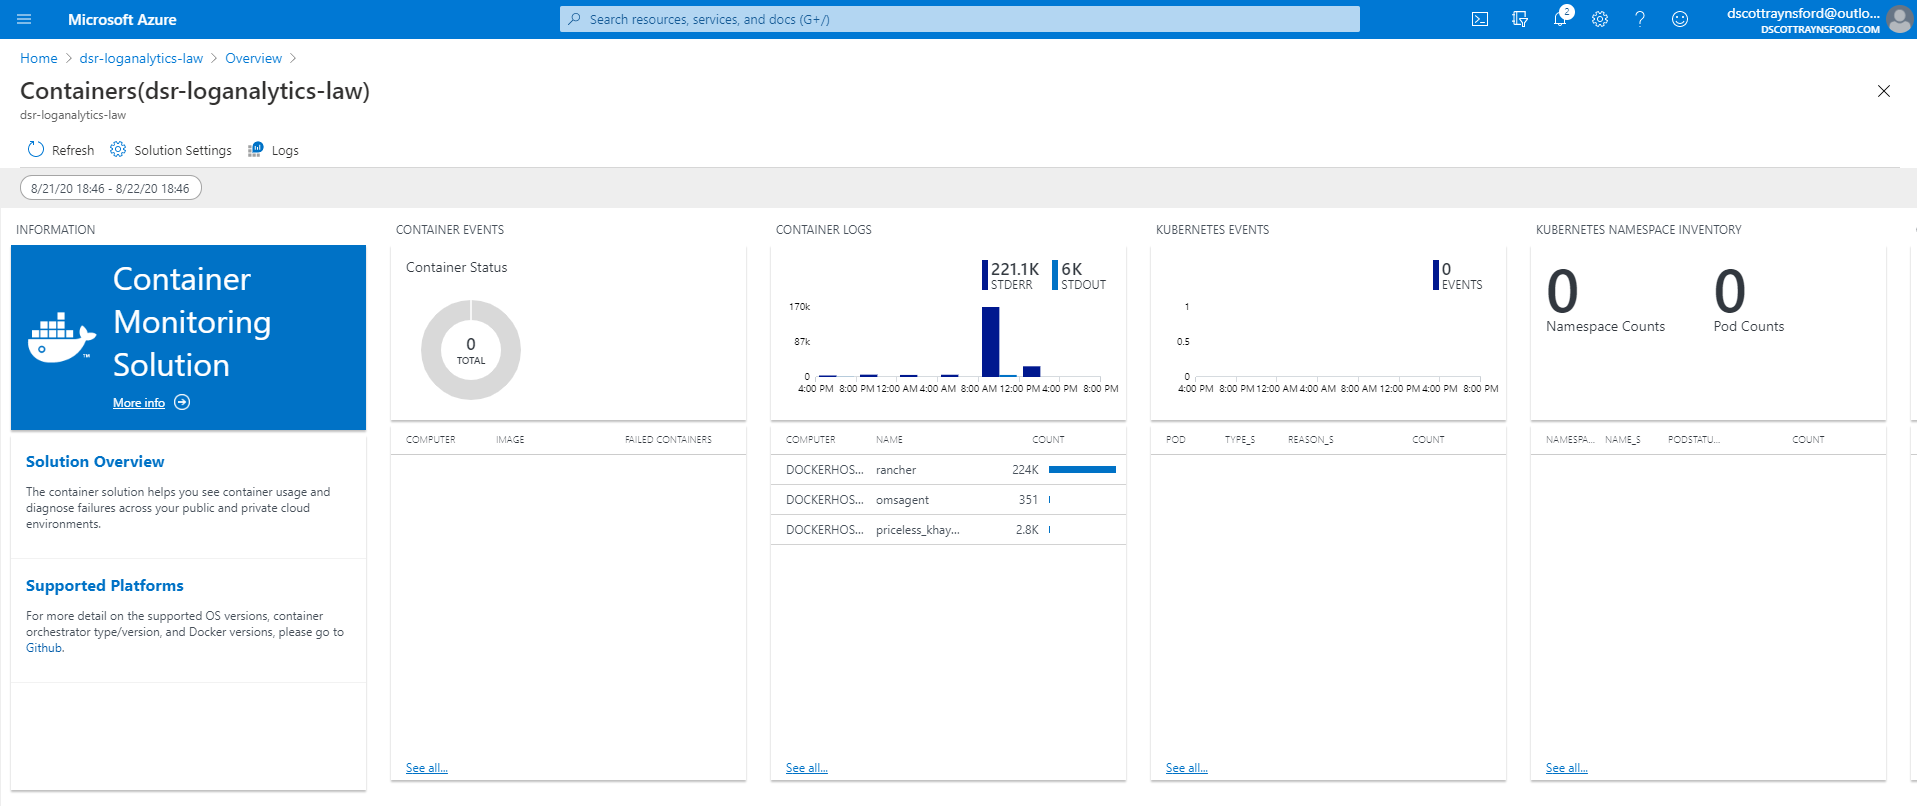 Microsoft Azure
Search resources, services, and docs (G+/)
2
dscottraynsford@outlo...
DSCOTTRAYNSFORD.COM
Home > dsr-loganalytics-law > Overview >
Containers(dsr-loganalytics-law)
dsr-loganalytics-law
Refresh Solution Settings Logs
8/21/20 18:46 - 8/22/20 18:46
INFORMATION
Container
Monitoring
Solution
More info
Solution Overview
The container solution helps you see container usage and
diagnose failures across your public and private cloud
environments.
Supported Platforms
For more detail on the supported OS versions, container
orchestrator type/version, and Docker versions, please go to
Github.
CONTAINER EVENTS
Container Status
0
TOTAL
COMPUTER IMAGE FAILED CONTAINERS
See all...
CONTAINER LOGS
221.1K 6K
STDERR STDOUT
170k
87k
0
4:00 PM 8:00 PM 12:00 AM 4:00 AM 8:00 AM 12:00 PM 4:00 PM 8:00 PM
COMPUTER NAME COUNT
DOCKERHOS... rancher 224K
DOCKERHOS... omsagent 351
DOCKERHOS... priceless_khay... 2.8K
See all...
KUBERNETES EVENTS
0
EVENTS
1
0.5
0
4:00 PM 8:00 PM 12:00 AM 4:00 AM 8:00 AM 12:00 PM 4:00 PM 8:00 PM
POD TYPE_S REASON_S COUNT
See all...
KUBERNETES NAMESPACE INVENTORY
0 0
Namespace Counts Pod Counts
NAMESPA... NAME_S PODSTATU... COUNT
See all...